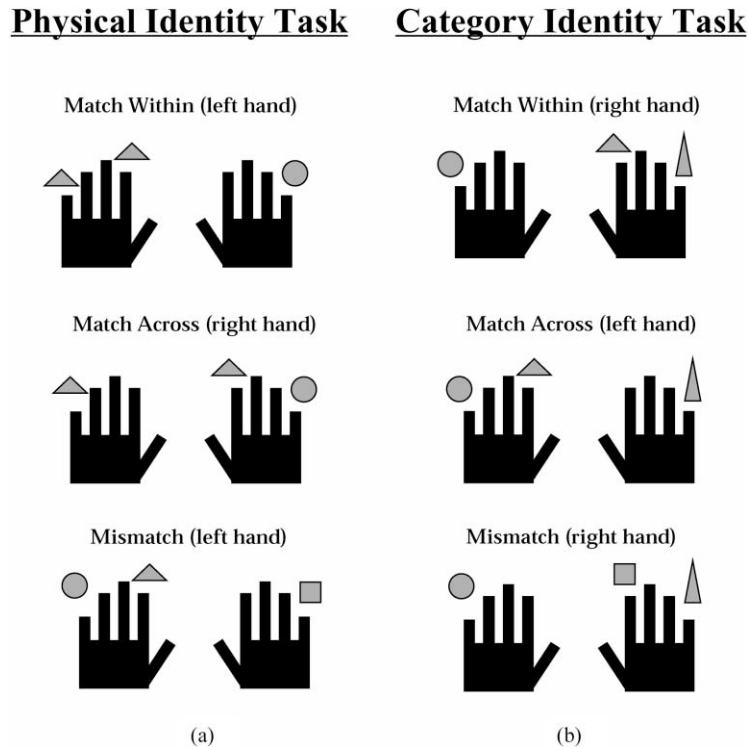 Physical Identity Task
Category Identity Task
Match Within (left hand)
Match Within (right hand)
Match Across (right hand)
Match Across (left hand)
Mismatch (left hand)
Mismatch (right hand)
(a)
(b)